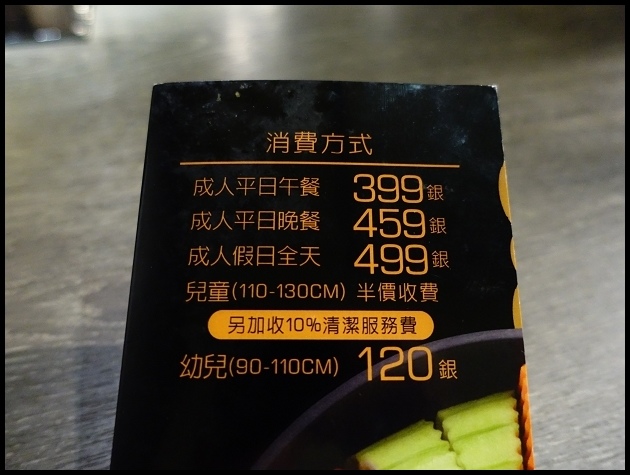 消費方式
成人平日午餐 399銀
成人平日晚餐 459銀
成人假日全天 499銀
兒童(110-130CM) 半價收費
另加收10%清潔服務費
幼兒(90-110CM) 120銀